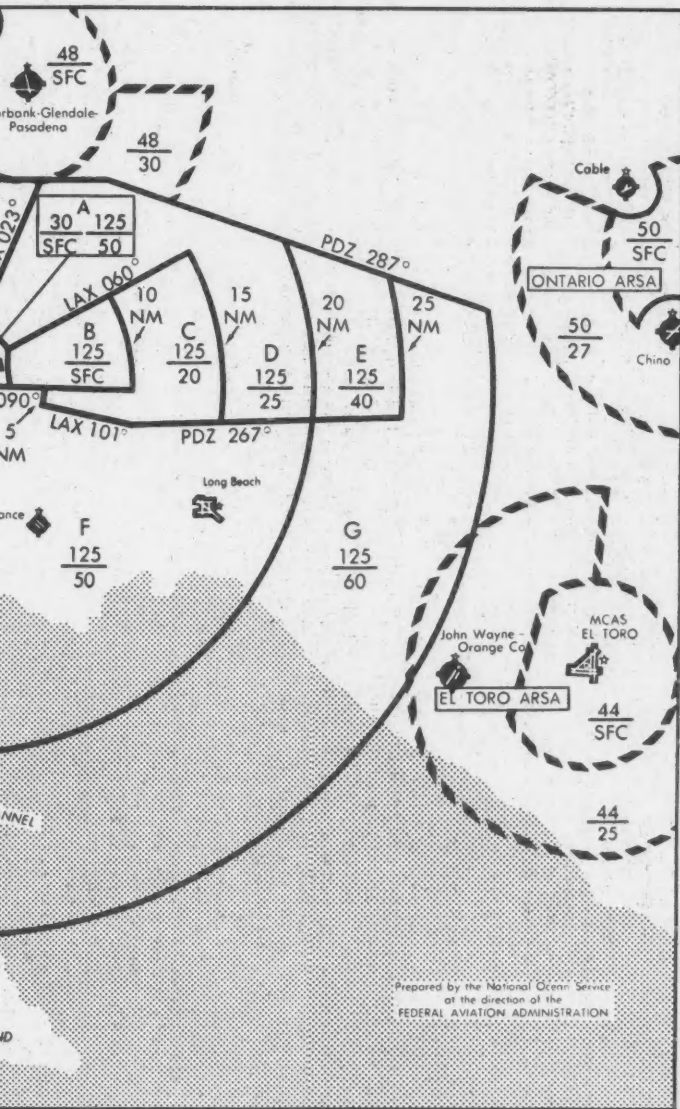 48
SFC
rbank-Glendale-
Pasadena
48
30
Cable
023°
A
30 125
SFC 50
50
SFC
PDZ 287°
ONTARIO ARSA
LAX 060°
10
NM
15
NM
20
NM
25
NM
50
27
Chino
B
125
SFC
C
125
20
D
125
25
E
125
40
090°
5
NM
LAX 101°
PDZ 267°
Long Beach
ance
F
125
50
G
125
60
John Wayne-
Orange Co
MCAS
EL TORO
EL TORO ARSA
44
SFC
44
25
NNEL
Prepared by the National Ocean Service
at the direction of the
FEDERAL AVIATION ADMINISTRATION
ND